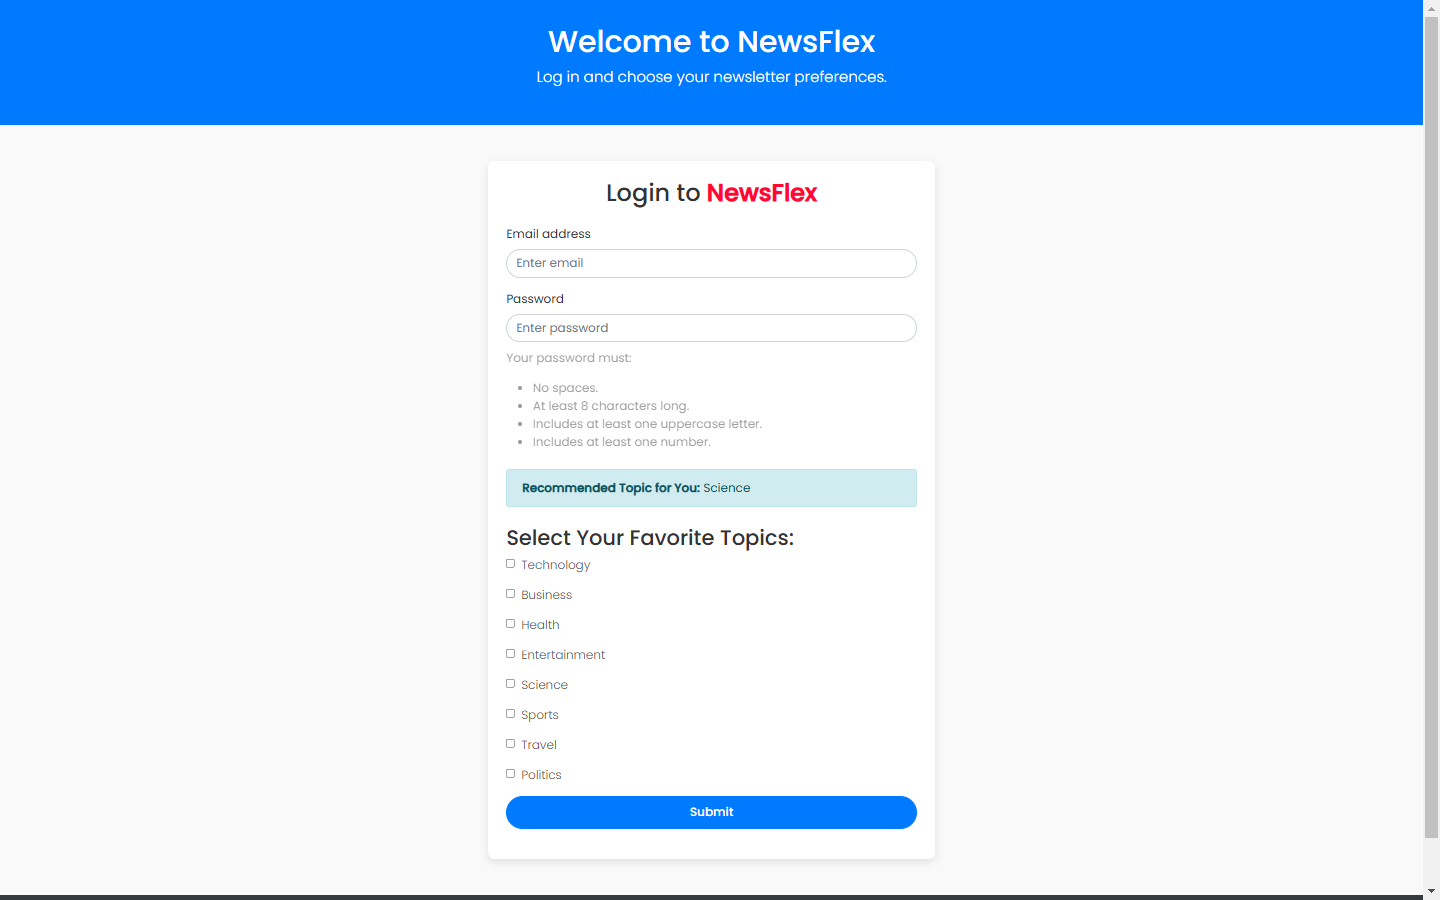 Welcome to NewsFlex
Log in and choose your newsletter preferences.
Login to NewsFlex
Email address
Enter email
Password
Enter password
Your password must:
No spaces.
At least 8 characters long.
Includes at least one uppercase letter.
Includes at least one number.
Recommended Topic for You: Science
Select Your Favorite Topics:
Technology
Business
Health
Entertainment
Science
Sports
Travel
Politics
Submit